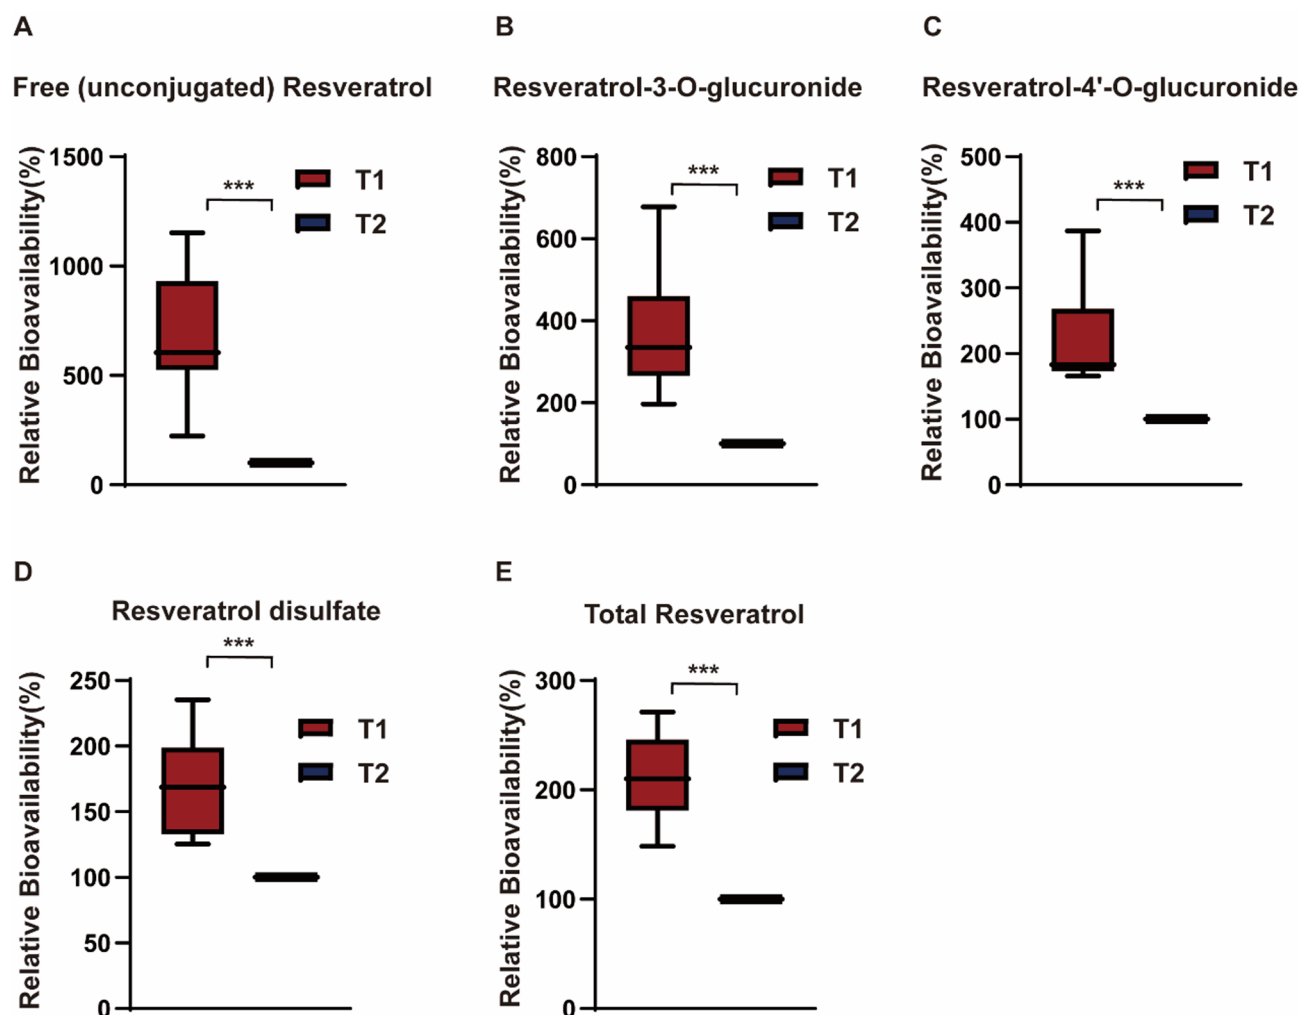 A
Free (unconjugated) Resveratrol
Relative Bioavailability(%)
1500
1000
500
0
***
T1
T2
B
Resveratrol-3-O-glucuronide
Relative Bioavailability(%)
800
600
400
200
0
***
T1
T2
C
Resveratrol-4'-O-glucuronide
Relative Bioavailability(%)
500
400
300
200
100
0
***
T1
T2
D
Resveratrol disulfate
Relative Bioavailability(%)
250
200
150
100
50
0
***
T1
T2
E
Total Resveratrol
Relative Bioavailability(%)
300
200
100
0
***
T1
T2